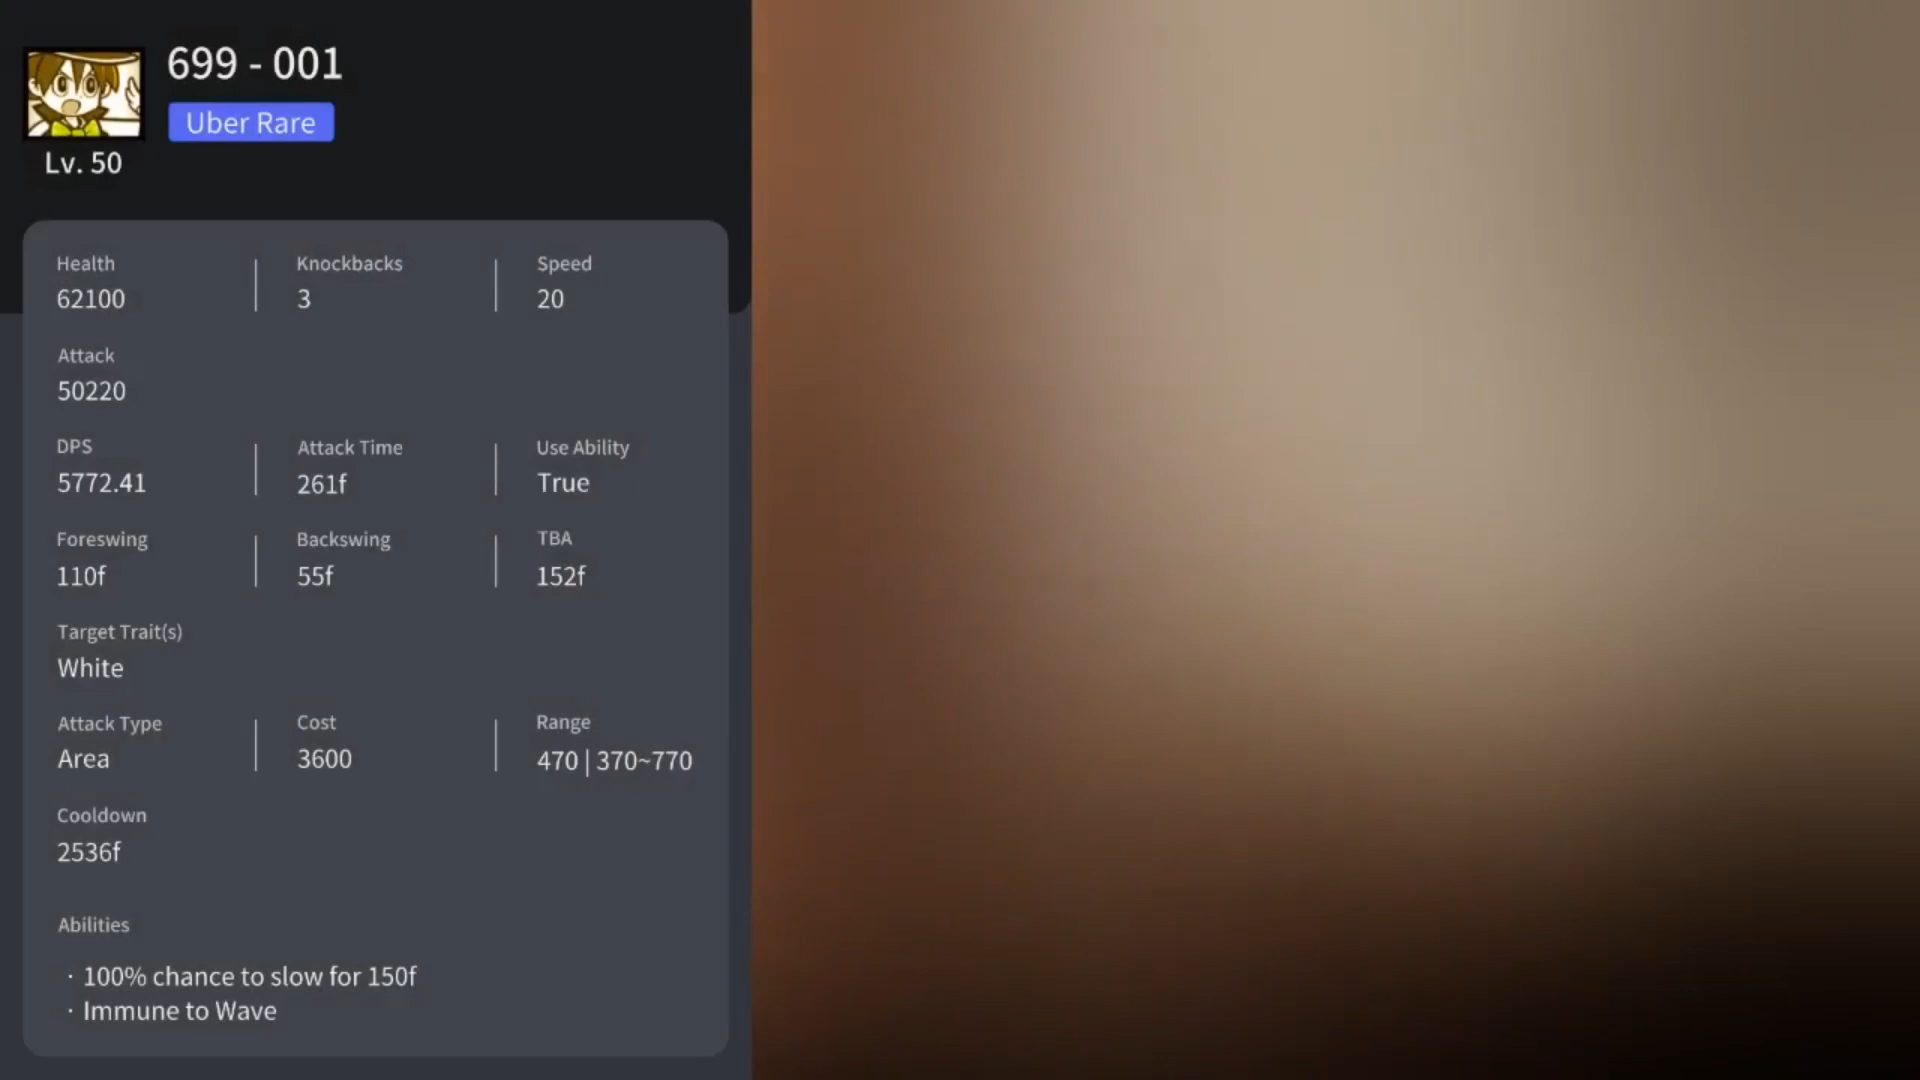 699 - 001
Uber Rare
Lv. 50
Health
62100
Knockbacks
3
Speed
20
Attack
50220
DPS
5772.41
Attack Time
261f
Use Ability
True
Foreswing
110f
Backswing
55f
TBA
152f
Target Trait(s)
White
Attack Type
Area
Cost
3600
Range
470 | 370~770
Cooldown
2536f
Abilities
· 100% chance to slow for 150f
· Immune to Wave